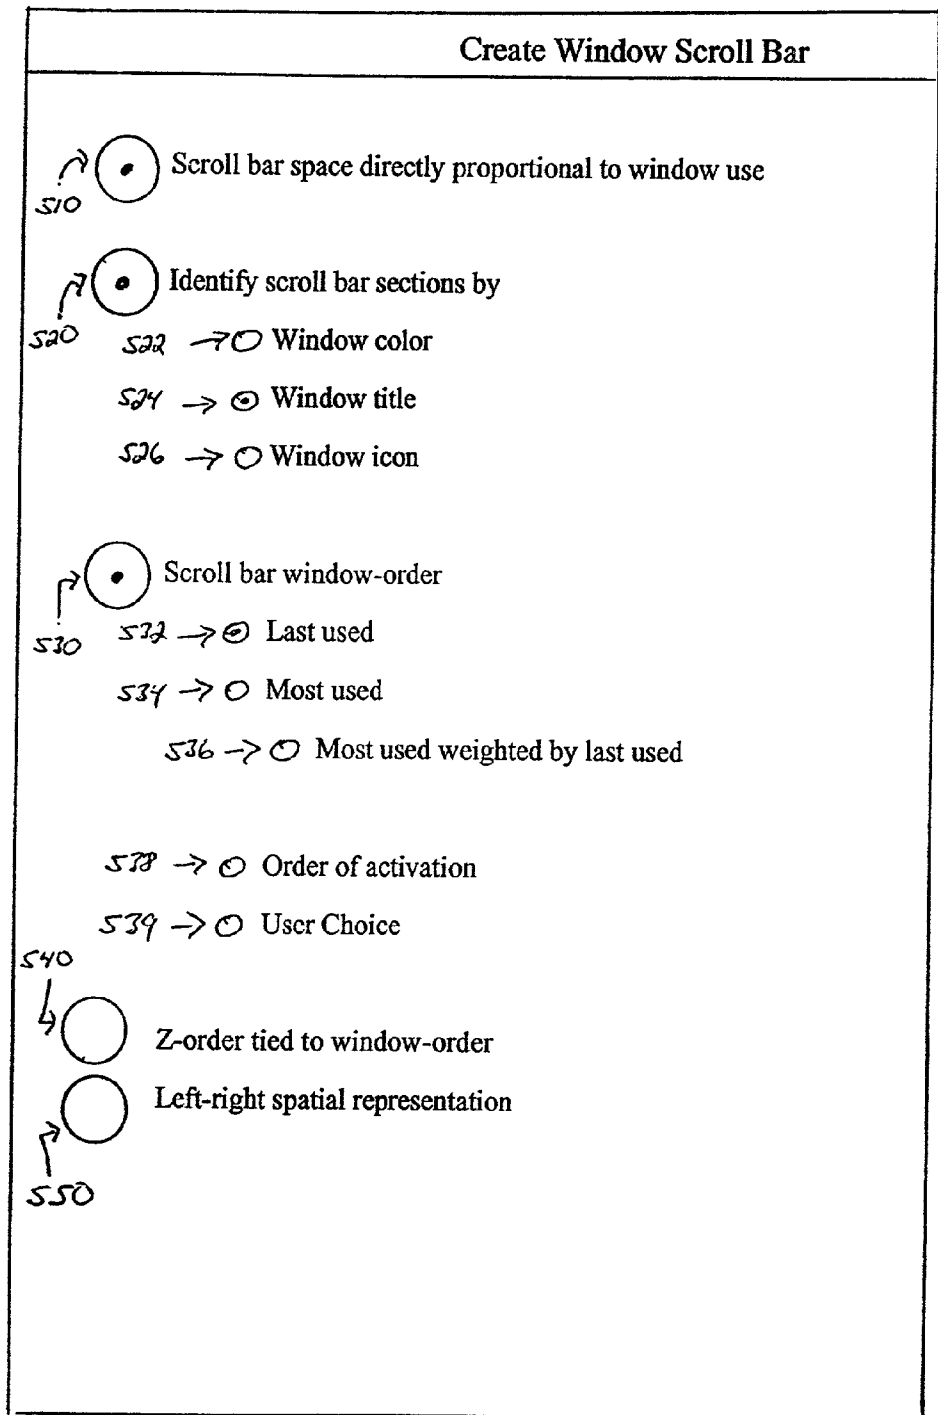 Create Window Scroll Bar
Scroll bar space directly proportional to window use
510
Identify scroll bar sections by
520
522 Window color
524 Window title
526 Window icon
Scroll bar window-order
530
532 Last used
534 Most used
536 Most used weighted by last used
538 Order of activation
539 User Choice
540
Z-order tied to window-order
Left-right spatial representation
550